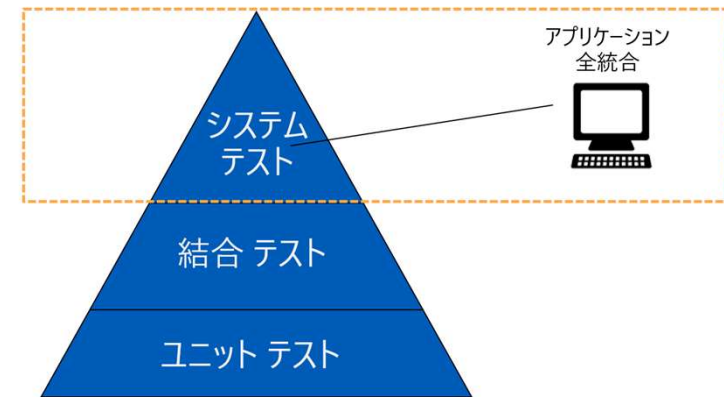 アプリケーション
全統合
システム
テスト
結合 テスト
ユニット テスト